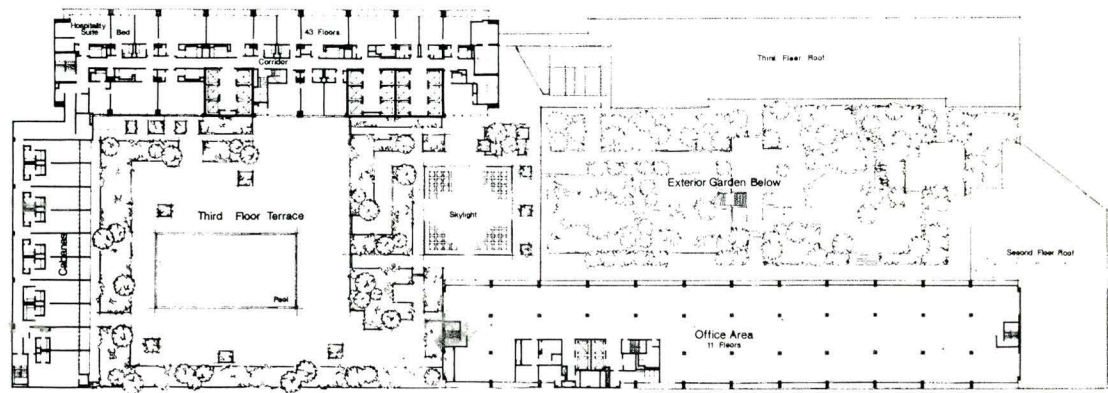 Hospitality
Suite
Bed
43 Floors
Corridor
Third Floor Roof
Exterior Garden Below
Third Floor Terrace
Skylight
Cabanas
Second Floor Roof
Pool
Office Area
11 Floors